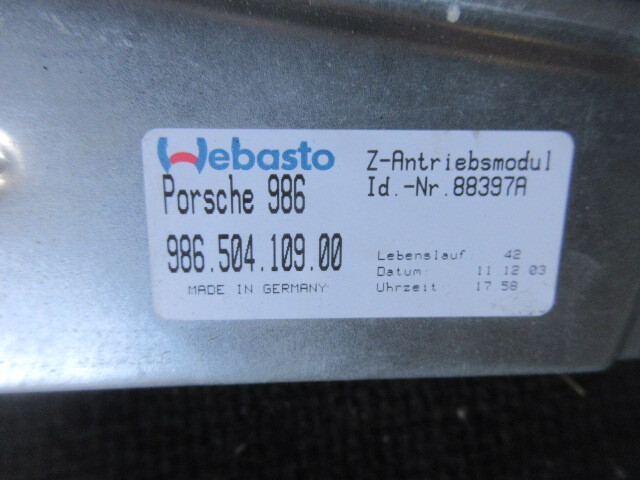 Webasto
Porsche 986
986.504.109.00
MADE IN GERMANY
Z-Antriebsmodul
Id.-Nr.88397A
Lebenslauf 42
Datum: 11 12 03
Uhrzeit: 17 58